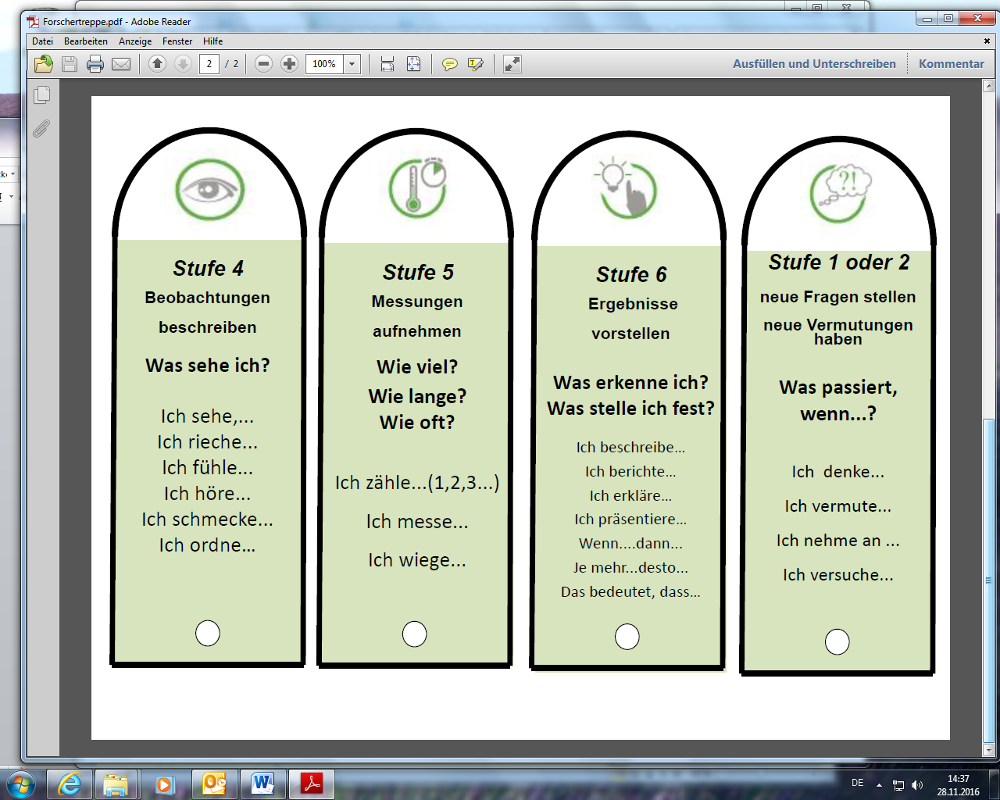 Forschertreppe.pdf - Adobe Reader
Datei Bearbeiten Anzeige Fenster Hilfe
2 / 2 100% Ausfüllen und Unterschreiben Kommentar
Stufe 4
Beobachtungen
beschreiben
Was sehe ich?
Ich sehe,...
Ich rieche...
Ich fühle...
Ich höre...
Ich schmecke...
Ich ordne...
Stufe 5
Messungen
aufnehmen
Wie viel?
Wie lange?
Wie oft?
Ich zähle...(1,2,3...)
Ich messe...
Ich wiege...
Stufe 6
Ergebnisse
vorstellen
Was erkenne ich?
Was stelle ich fest?
Ich beschreibe...
Ich berichte...
Ich erkläre...
Ich präsentiere...
Wenn....dann...
Je mehr...desto...
Das bedeutet, dass...
?!
Stufe 1 oder 2
neue Fragen stellen
neue Vermutungen
haben
Was passiert,
wenn...?
Ich denke...
Ich vermute...
Ich nehme an ...
Ich versuche...
DE 14:37
28.11.2016